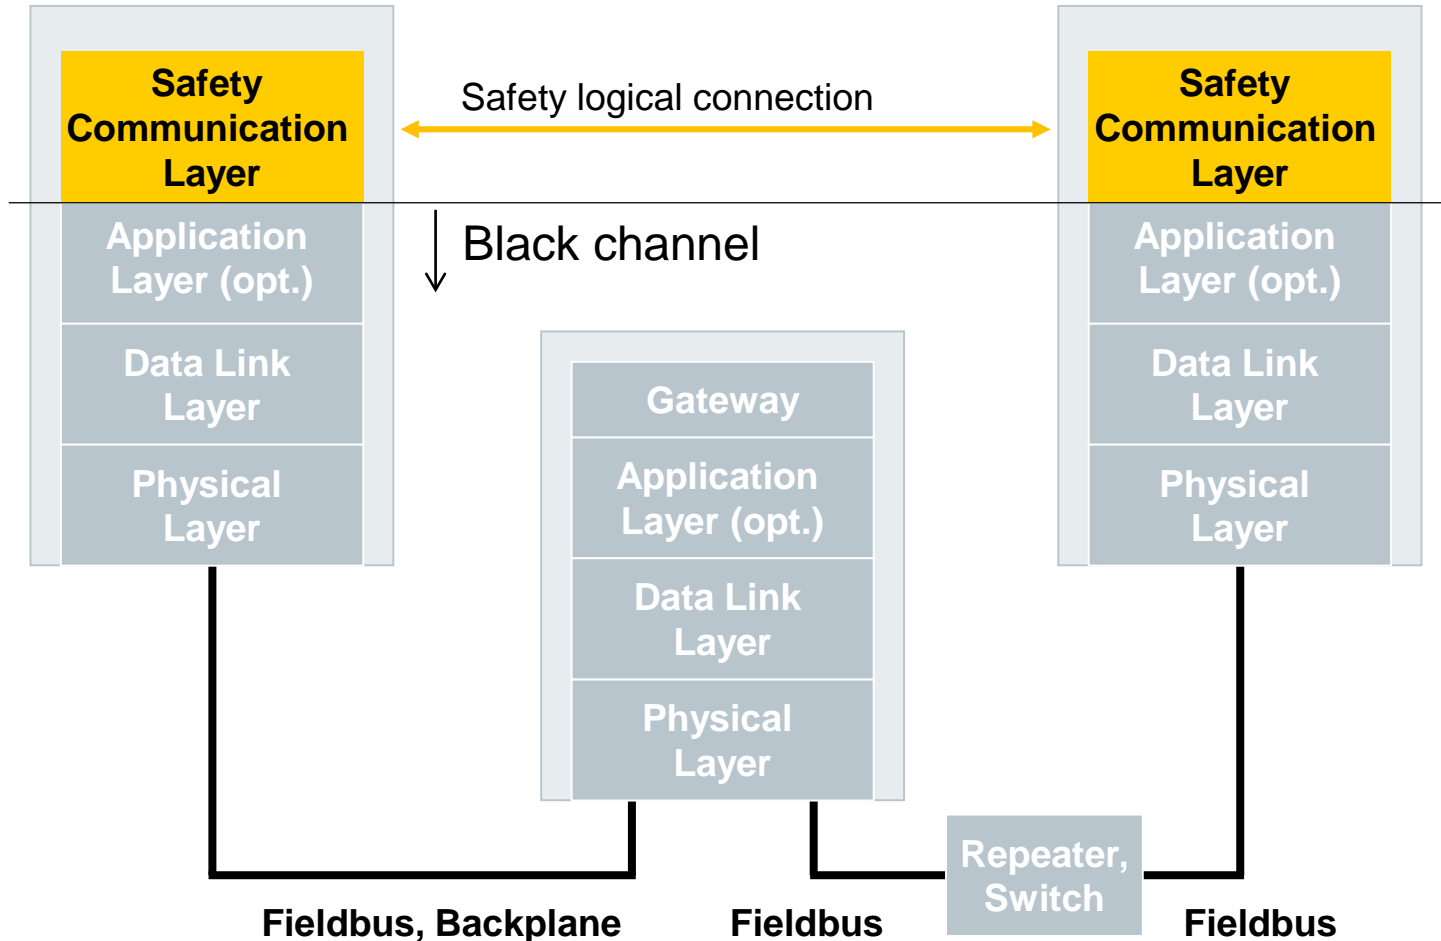 Safety
Communication
Layer
Application
Layer (opt.)
Data Link
Layer
Physical
Layer
Safety logical connection
Black channel
Gateway
Application
Layer (opt.)
Data Link
Layer
Physical
Layer
Safety
Communication
Layer
Application
Layer (opt.)
Data Link
Layer
Physical
Layer
Repeater,
Switch
Fieldbus, Backplane
Fieldbus
Fieldbus